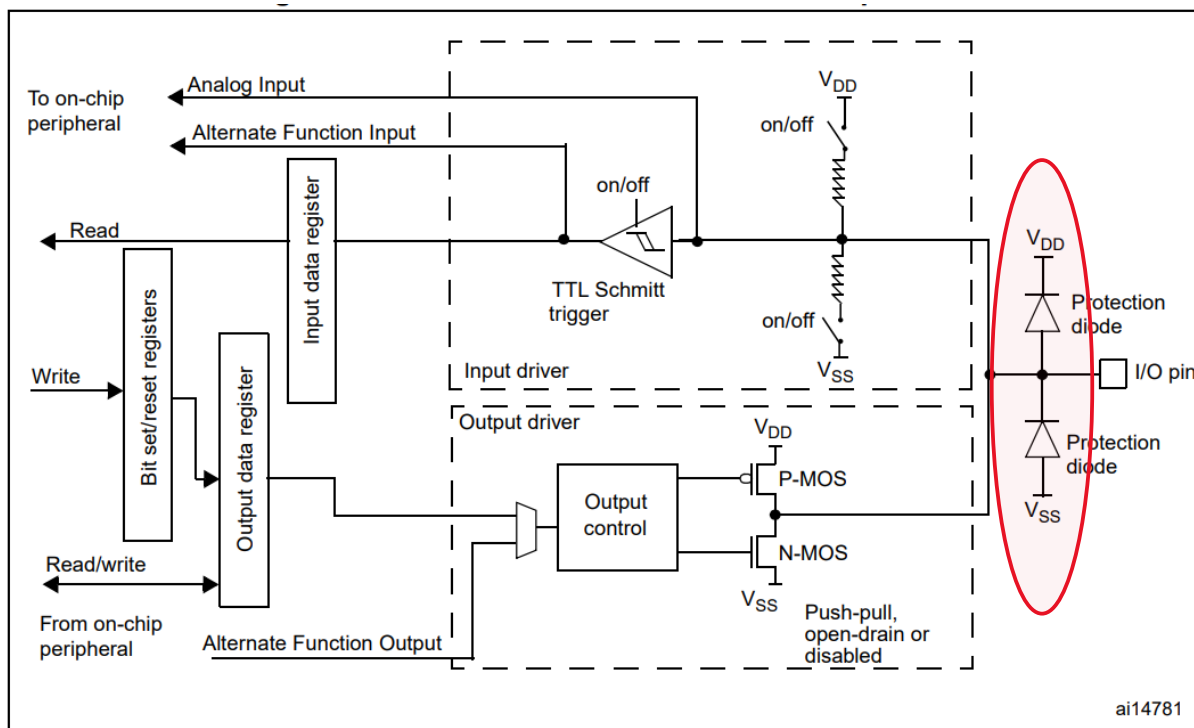 Analog Input
To on-chip
peripheral
Alternate Function Input
Read
Input data register
on/off
TTL Schmitt
trigger
VDD
on/off
on/off
VSS
Input driver
VDD
Protection
diode
I/O pin
Protection
diode
VSS
Write
Bit set/reset registers
Output data register
Read/write
From on-chip
peripheral
Alternate Function Output
Output driver
Output
control
VDD
P-MOS
N-MOS
VSS
Push-pull,
open-drain or
disabled
ai14781